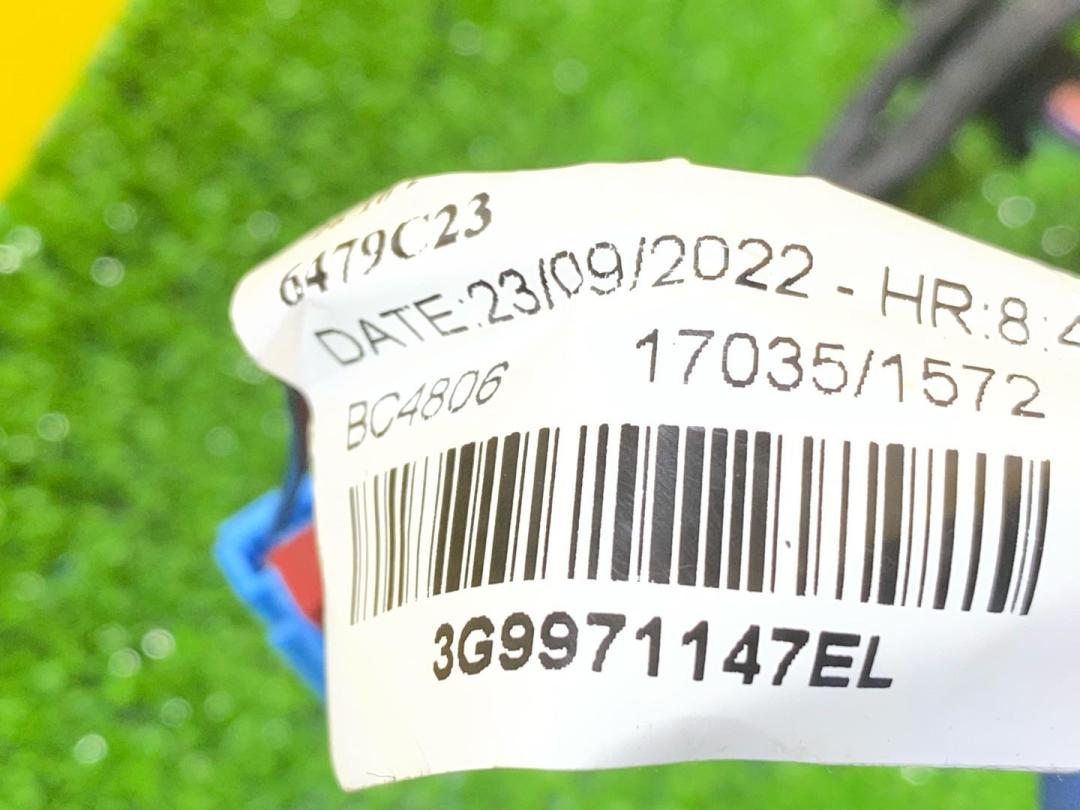 6479C23
DATE:23/09/2022 - HR:8:4
17035/1572
BC4806
3G9971147EL